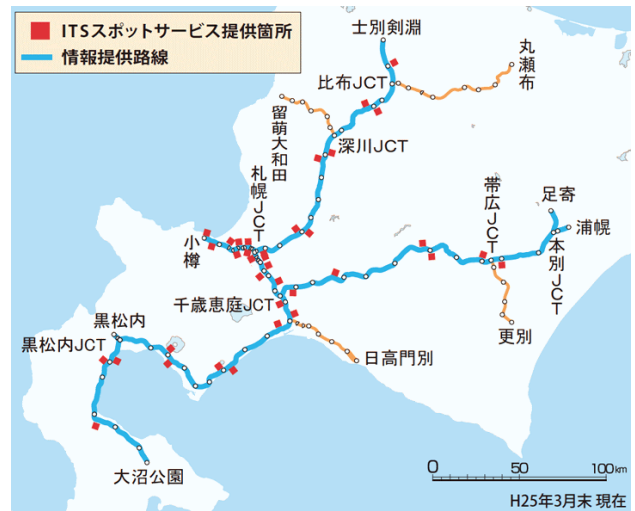 ITSスポットサービス提供箇所
情報提供路線
士別剣淵
丸瀬布
比布JCT
留萌大和田
深川JCT
札幌JCT
帯広JCT
足寄
浦幌
本別JCT
小樽
千歳恵庭JCT
黒松内
黒松内JCT
日高門別
更別
大沼公園
0 50 100km
H25年3月末 現在